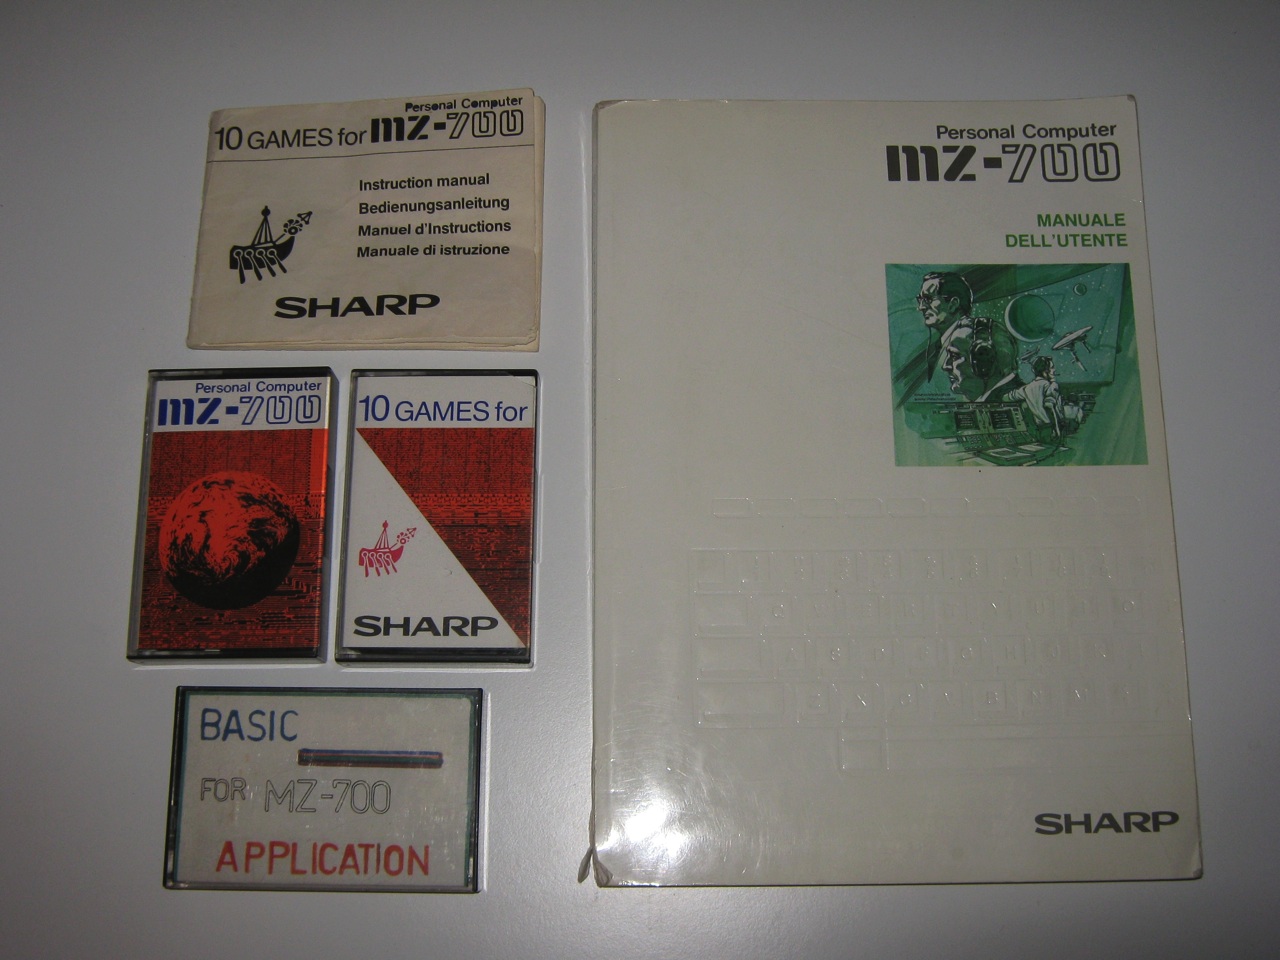 Personal Computer
10 GAMES for MZ-700
Instruction manual
Bedienungsanleitung
Manuel d'Instructions
Manuale di istruzione
SHARP
Personal Computer
MZ-700
10 GAMES for
SHARP
BASIC
FOR MZ-700
APPLICATION
Personal Computer
MZ-700
MANUALE
DELL'UTENTE
SHARP